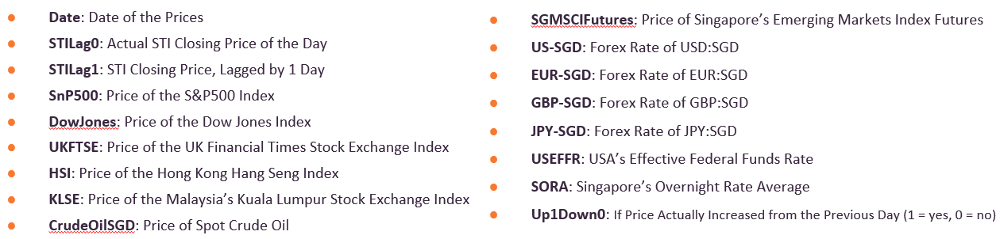 Date: Date of the Prices
STILag0: Actual STI Closing Price of the Day
STILag1: STI Closing Price, Lagged by 1 Day
SnP500: Price of the S&P500 Index
DowJones: Price of the Dow Jones Index
UKFTSE: Price of the UK Financial Times Stock Exchange Index
HSI: Price of the Hong Kong Hang Seng Index
KLSE: Price of the Malaysia’s Kuala Lumpur Stock Exchange Index
CrudeOilSGD: Price of Spot Crude Oil
SGMSCIFutures: Price of Singapore’s Emerging Markets Index Futures
US-SGD: Forex Rate of USD:SGD
EUR-SGD: Forex Rate of EUR:SGD
GBP-SGD: Forex Rate of GBP:SGD
JPY-SGD: Forex Rate of JPY:SGD
USEFFR: USA’s Effective Federal Funds Rate
SORA: Singapore’s Overnight Rate Average
Up1Down0: If Price Actually Increased from the Previous Day (1 = yes, 0 = no)